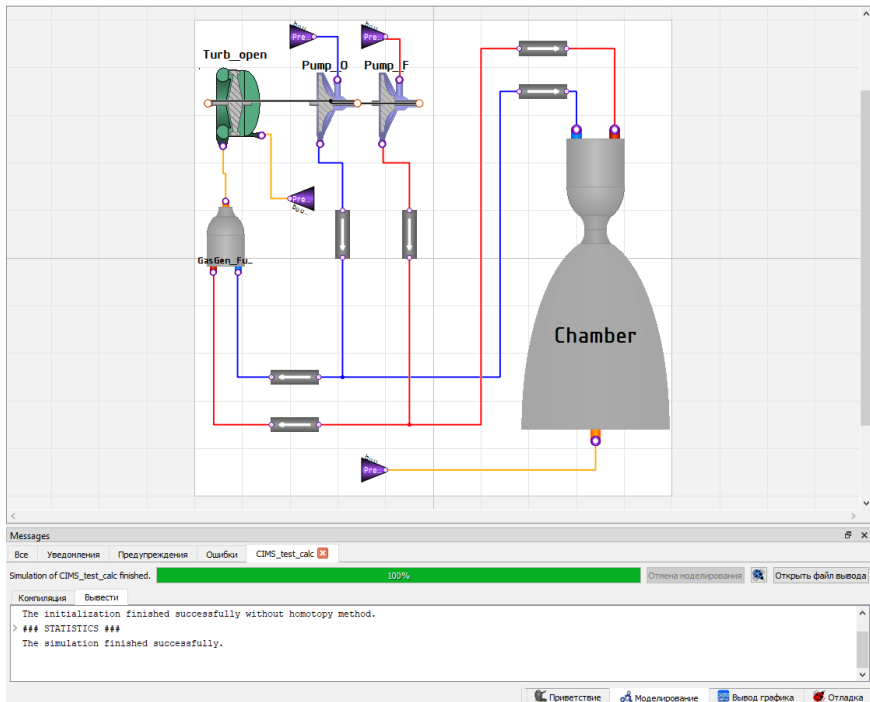 Turb_open
Pump_O
Pump_F
Pre
Pre
Pre
GasGen_Fu_
Chamber
Pre
Messages
Все Уведомления Предупреждения Ошибки CIMS_test_calc
Simulation of CIMS_test_calc finished. 100% Отмена моделирования Открыть файл вывода
Компиляция Вывести
The initialization finished successfully without homotopy method.
### STATISTICS ###
The simulation finished successfully.
Приветствие Моделирование Вывод графика Отладка